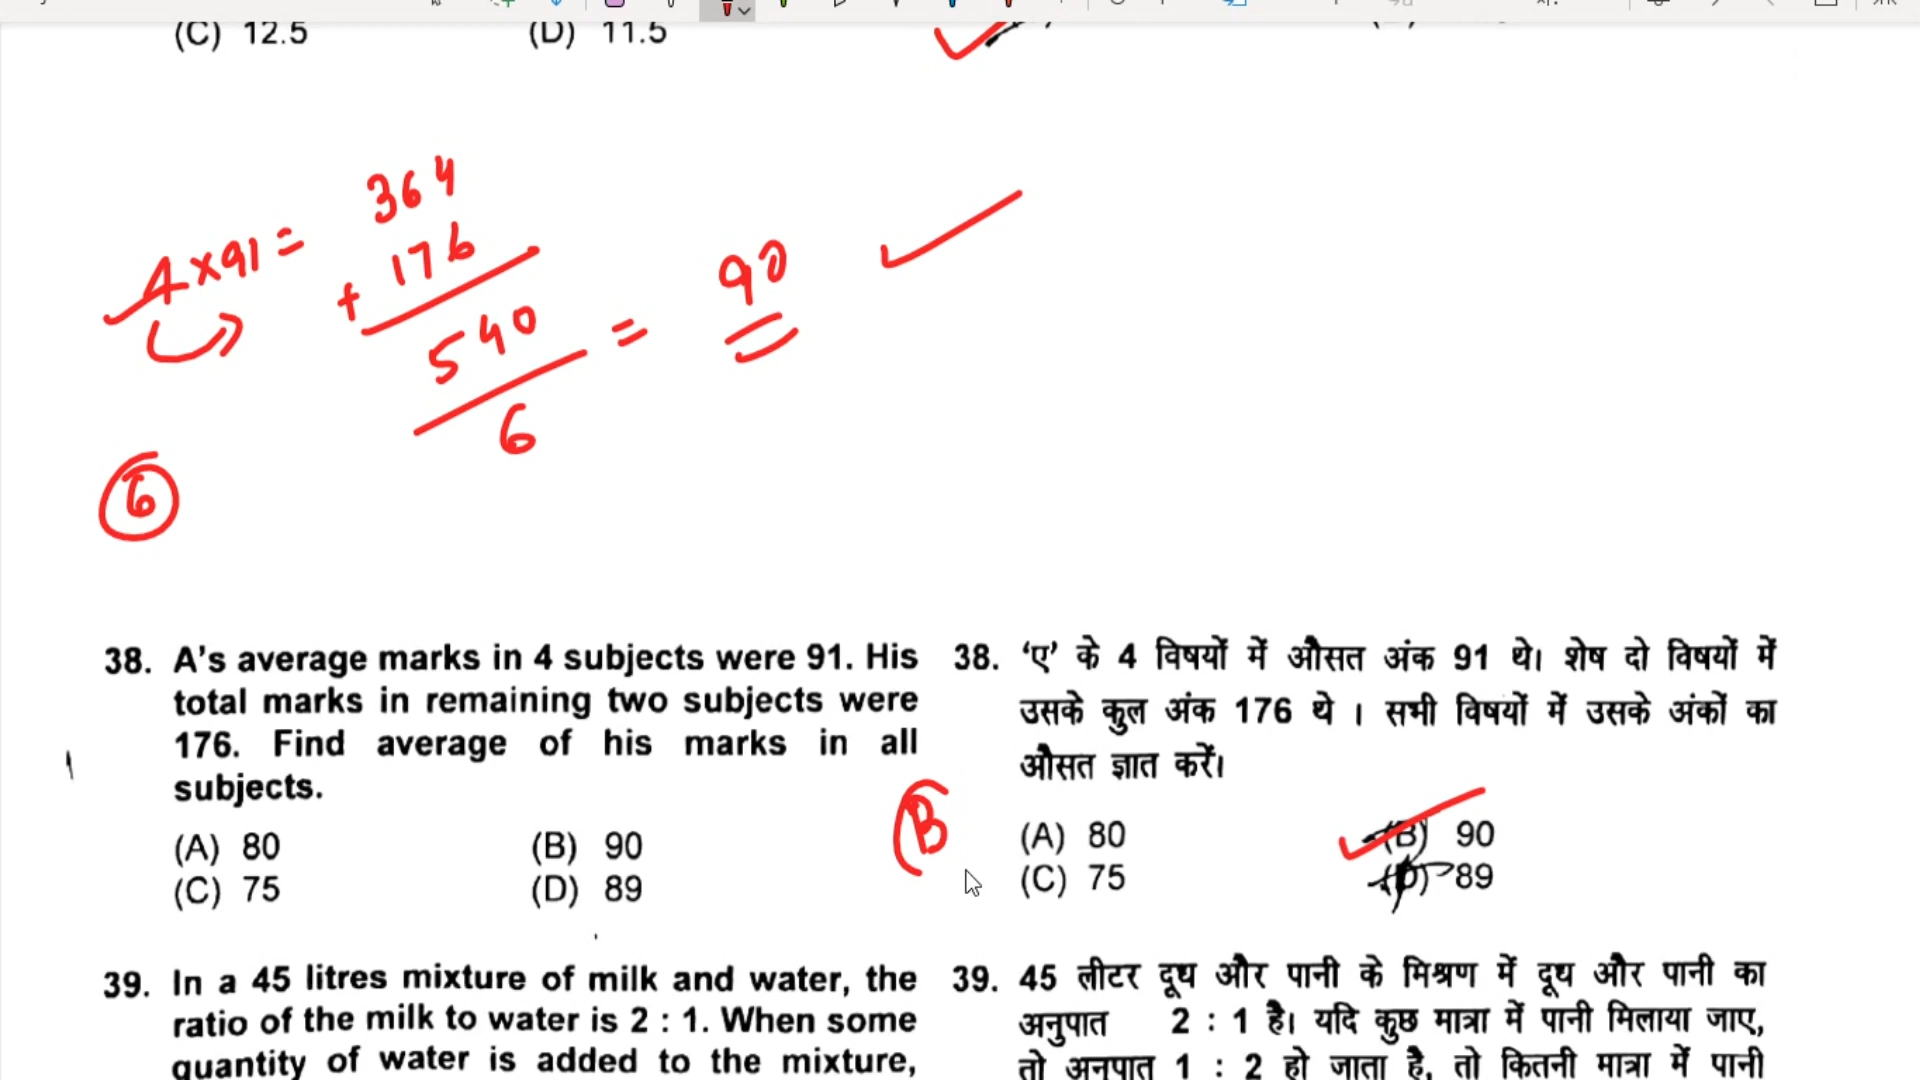 (C) 12.5 (D) 11.5
364
4×91=
+ 176
540 = 90
6
6
38. A's average marks in 4 subjects were 91. His
total marks in remaining two subjects were
176. Find average of his marks in all
subjects.
(A) 80 (B) 90
(C) 75 (D) 89
39. In a 45 litres mixture of milk and water, the
ratio of the milk to water is 2 : 1. When some
quantity of water is added to the mixture,
38. ‘ए’ के 4 विषयों में औसत अंक 91 थे। शेष दो विषयों में
उसके कुल अंक 176 थे । सभी विषयों में उसके अंकों का
औसत ज्ञात करें।
B
(A) 80 (B) 90
(C) 75 (D) 89
39. 45 लीटर दूध और पानी के मिश्रण में दूध और पानी का
अनुपात 2 : 1 है। यदि कुछ मात्रा में पानी मिलाया जाए,
तो अनुपात 1 : 2 हो जाता है, तो कितनी मात्रा में पानी